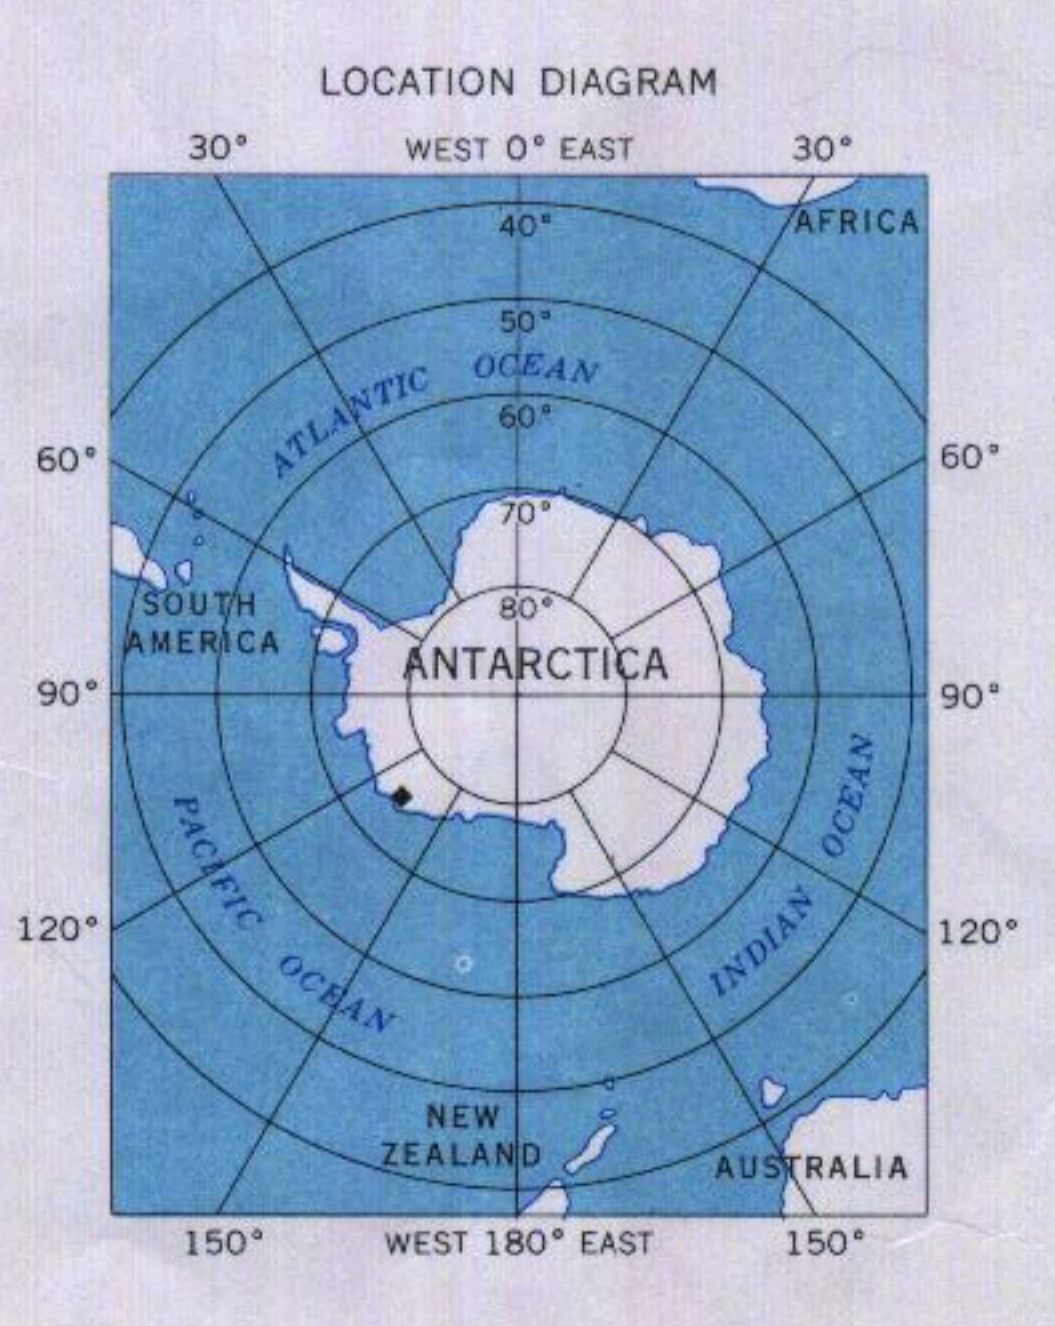 LOCATION DIAGRAM
30° WEST 0° EAST 30°
AFRICA
40°
50°
ATLANTIC OCEAN
60°
60° 60°
70°
80°
SOUTH
AMERICA
ANTARCTICA
90° 90°
PACIFIC OCEAN
INDIAN OCEAN
120° 120°
NEW
ZEALAND
AUSTRALIA
150° WEST 180° EAST 150°